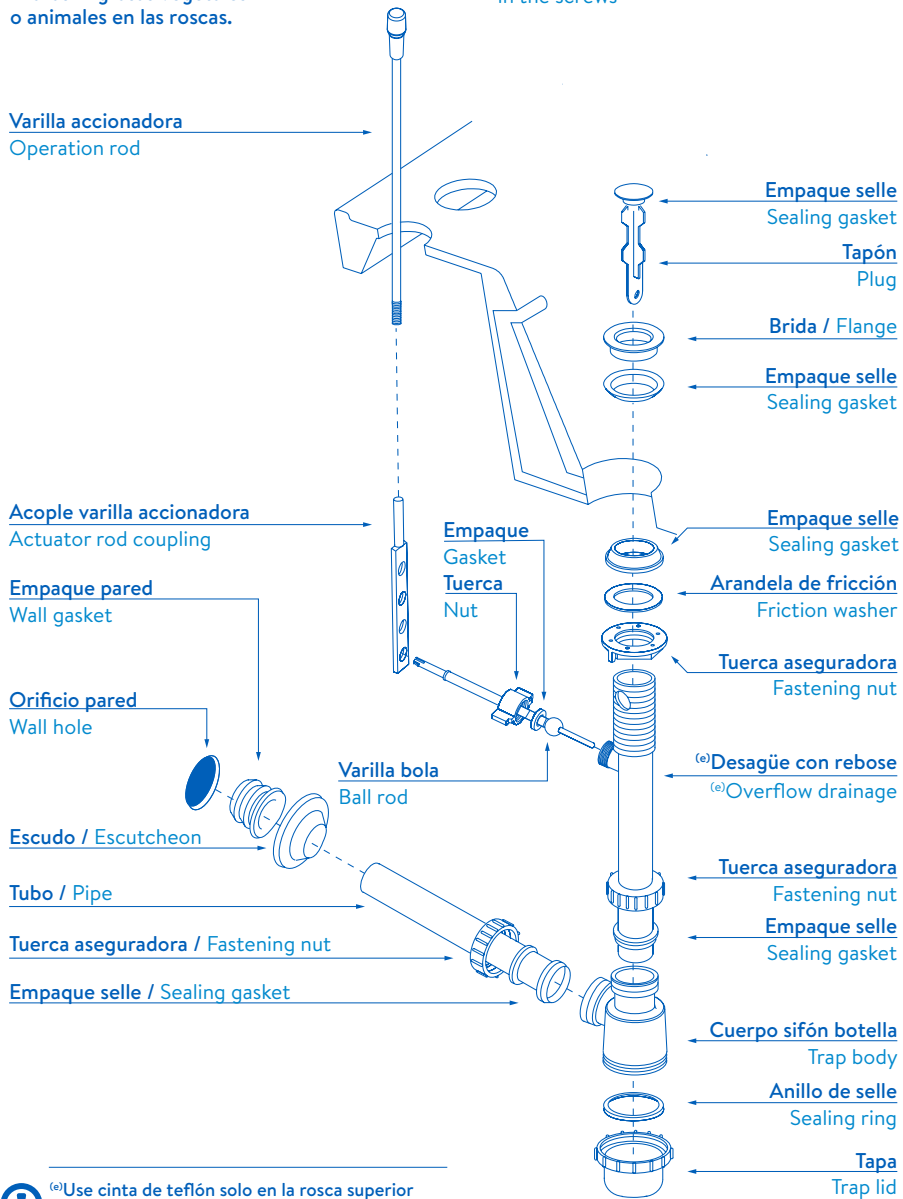 o animales en las roscas.
Varilla accionadora
Operation rod
Empaque selle
Sealing gasket
Tapón
Plug
Brida / Flange
Empaque selle
Sealing gasket
Acople varilla accionadora
Actuator rod coupling
Empaque
Gasket
Tuerca
Nut
Empaque selle
Sealing gasket
Arandela de fricción
Friction washer
Tuerca aseguradora
Fastening nut
Empaque pared
Wall gasket
Orificio pared
Wall hole
Varilla bola
Ball rod
(e)Desagüe con rebose
(e)Overflow drainage
Escudo / Escutcheon
Tubo / Pipe
Tuerca aseguradora / Fastening nut
Empaque selle / Sealing gasket
Tuerca aseguradora
Fastening nut
Empaque selle
Sealing gasket
Cuerpo sifón botella
Trap body
Anillo de selle
Sealing ring
Tapa
Trap lid
(e)Use cinta de teflón solo en la rosca superior